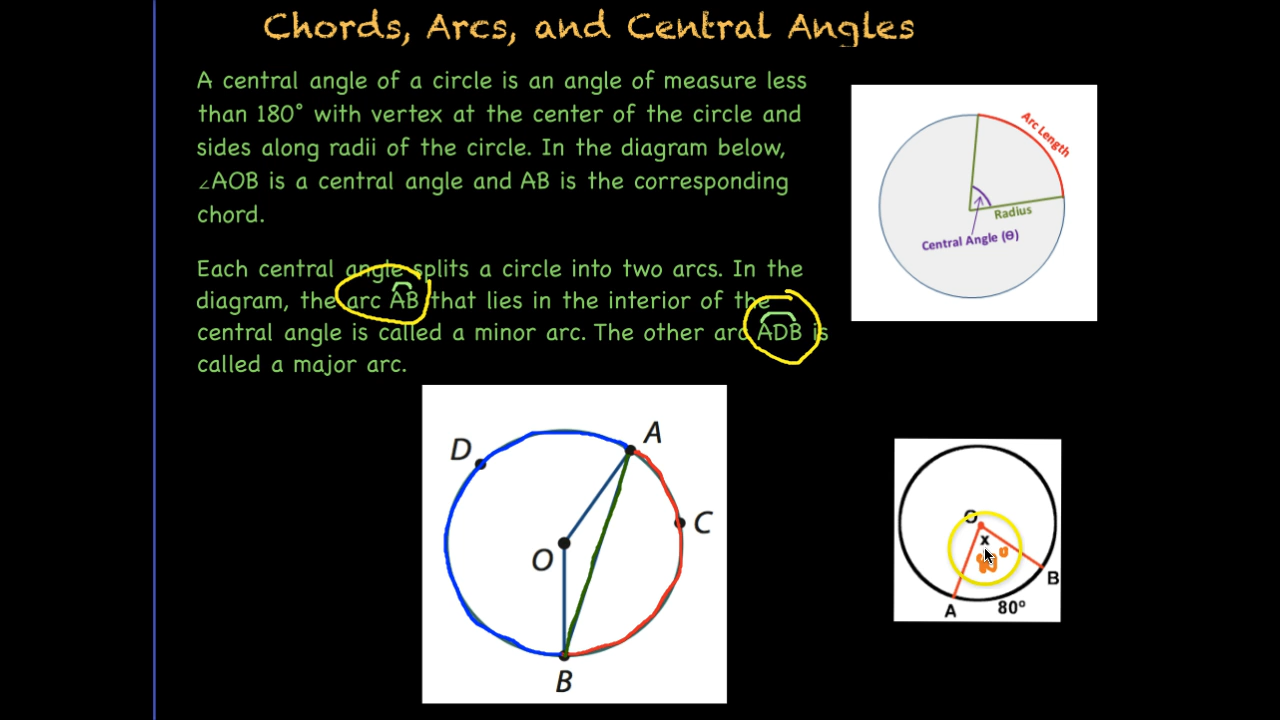 Chords, Arcs, and Central Angles
A central angle of a circle is an angle of measure less
than 180° with vertex at the center of the circle and
sides along radii of the circle. In the diagram below,
∠AOB is a central angle and AB is the corresponding
chord.
Each central angle splits a circle into two arcs. In the
diagram, the arc AB that lies in the interior of the
central angle is called a minor arc. The other arc ADB is
called a major arc.
Arc Length
Radius
Central Angle (Θ)
D
A
C
O
B
x
B
A
80°